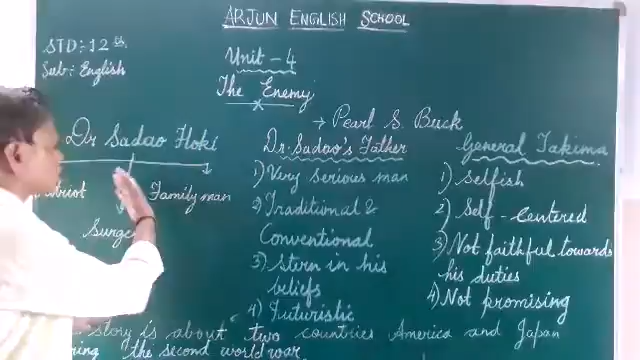 ARJUN ENGLISH SCHOOL
STD:- 12th
Sub:- English
Unit - 4
The Enemy
→ Pearl S. Buck
Dr Sadao Hoki
Family man
Dr. Sadao's Father
1) Very serious man
2) Traditional &
Conventional
3) Stern in his
beliefs
4) Futuristic
General Takima
1) Selfish
2) Self-Centered
3) Not faithful towards
his duties
4) Not promising
story is about two countries America and Japan
the second world war.